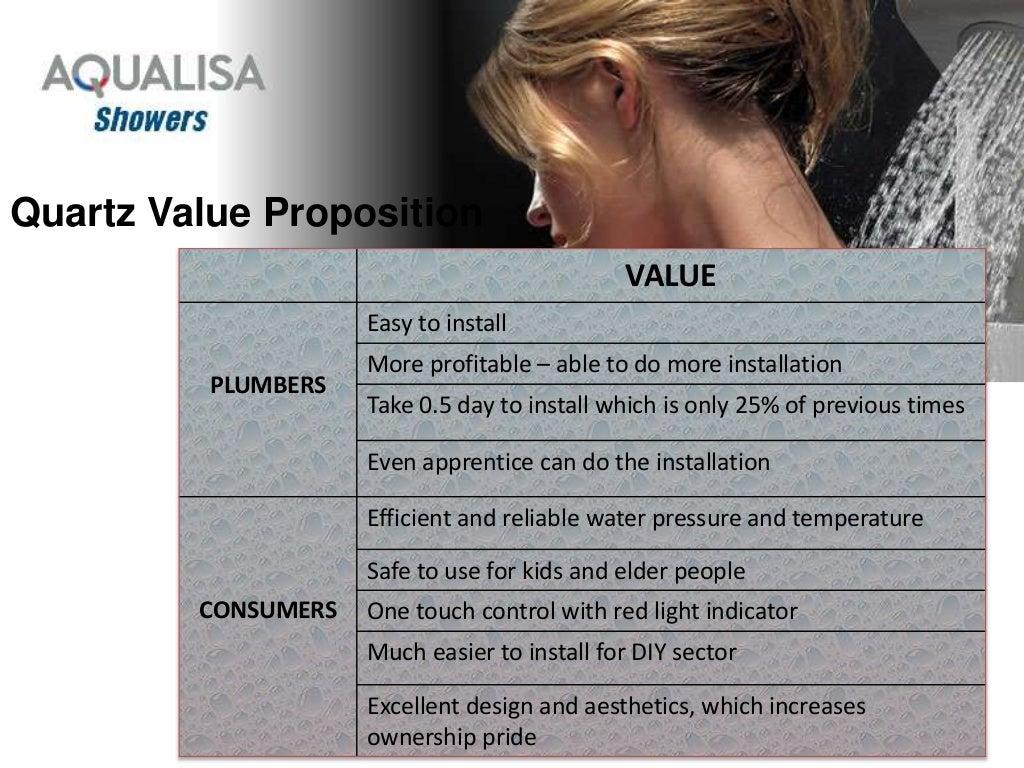 AQUALISA
Showers
Quartz Value Proposition
VALUE
PLUMBERS
Easy to install
More profitable – able to do more installation
Take 0.5 day to install which is only 25% of previous times
Even apprentice can do the installation
CONSUMERS
Efficient and reliable water pressure and temperature
Safe to use for kids and elder people
One touch control with red light indicator
Much easier to install for DIY sector
Excellent design and aesthetics, which increases
ownership pride